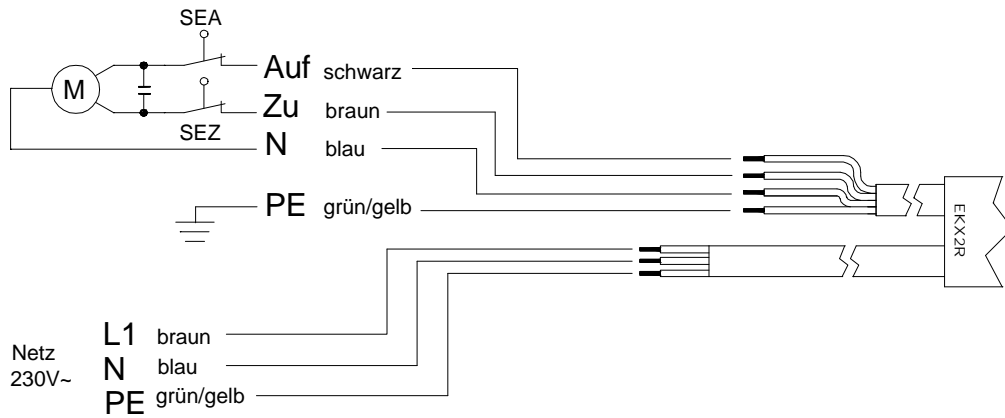 SEA
M
Auf schwarz
Zu braun
SEZ
N blau
PE grün/gelb
EKX2R
L1 braun
Netz
230V~
N blau
PE grün/gelb